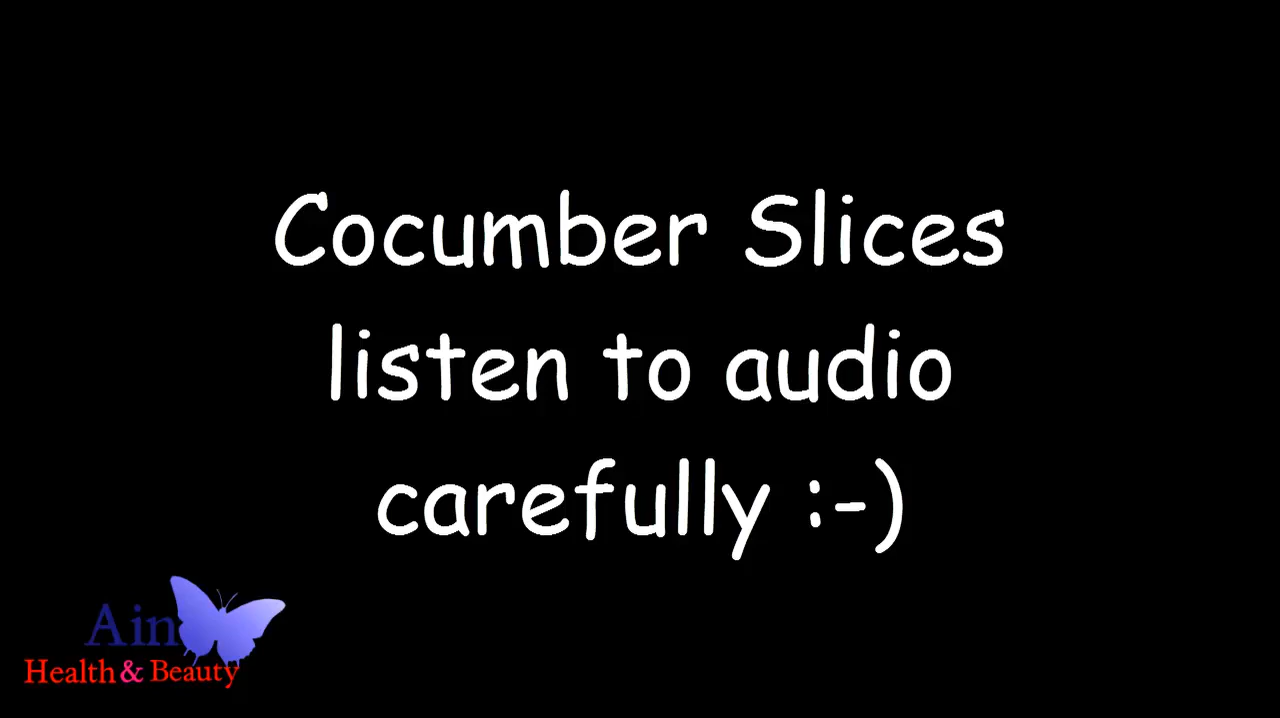 Cocumber Slices
listen to audio
carefully :-)
Ain
Health & Beauty